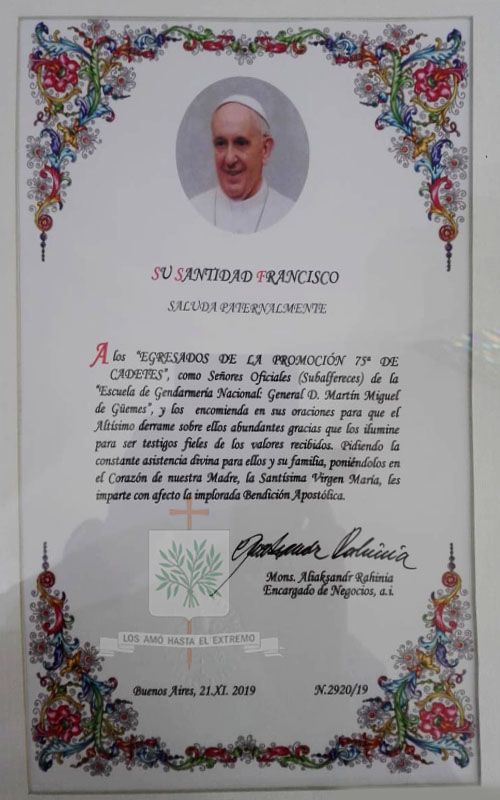 SU SANTIDAD FRANCISCO
SALUDA PATERNALMENTE
A los "EGRESADOS DE LA PROMOCIÓN 75ª DE
CADETES", como Señores Oficiales (Subalfereces) de la
"Escuela de Gendarmería Nacional: General D. Martín Miguel
de Güemes", y los encomienda en sus oraciones para que el
Altísimo derrame sobre ellos abundantes gracias que los ilumine
para ser testigos fieles de los valores recibidos. Pidiendo la
constante asistencia divina para ellos y su familia, poniéndolos en
el Corazón de nuestra Madre, la Santísima Virgen María, les
imparte con afecto la implorada Bendición Apostólica.
Aliaksandr Rahinia
Mons. Aliaksandr Rahinia
Encargado de Negocios, a.i.
LOS AMÓ HASTA EL EXTREMO
Buenos Aires, 21.XI. 2019 N.2920/19